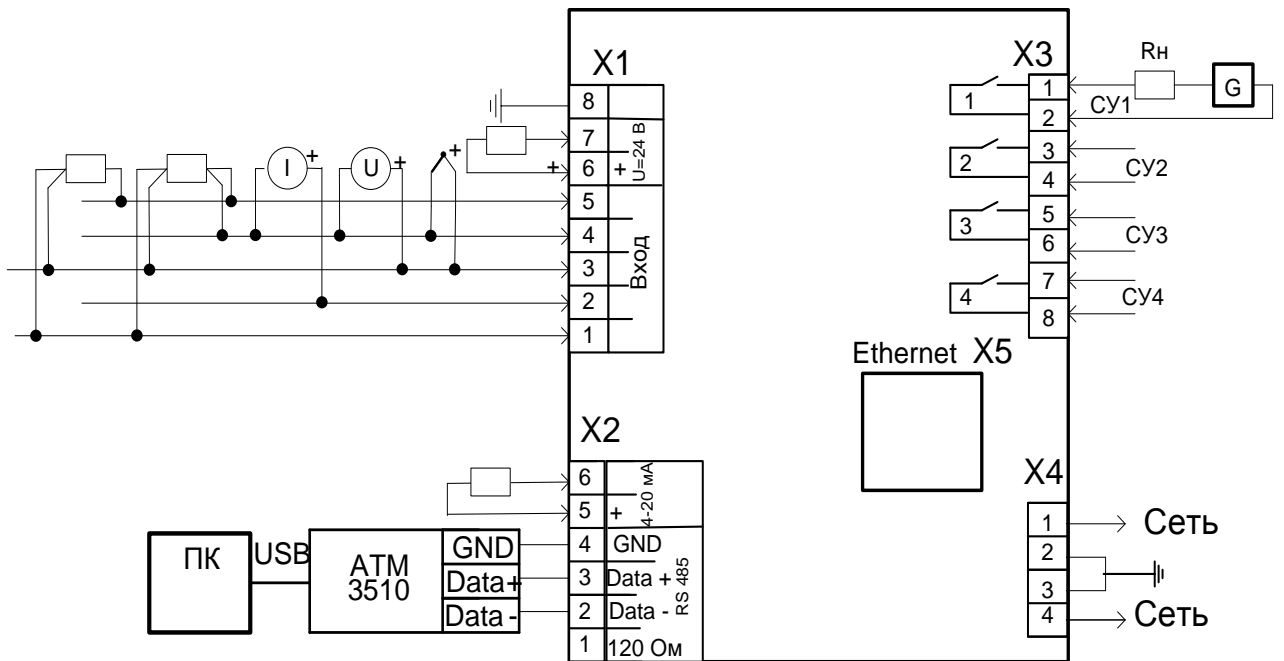 X1
8
7
6 +
5
4
3
2
1
U=24 В
Вход
+
I +
U +
+
X2
6
5 +
4 GND
3 Data +
2 Data -
1 120 Ом
4-20 мА
RS 485
ПК
USB
АТМ
3510
GND
Data+
Data -
X3
1
2
3
4
5
6
7
8
1
2
3
4
Rн
G
СУ1
СУ2
СУ3
СУ4
Ethernet X5
X4
1
2
3
4
Сеть
Сеть